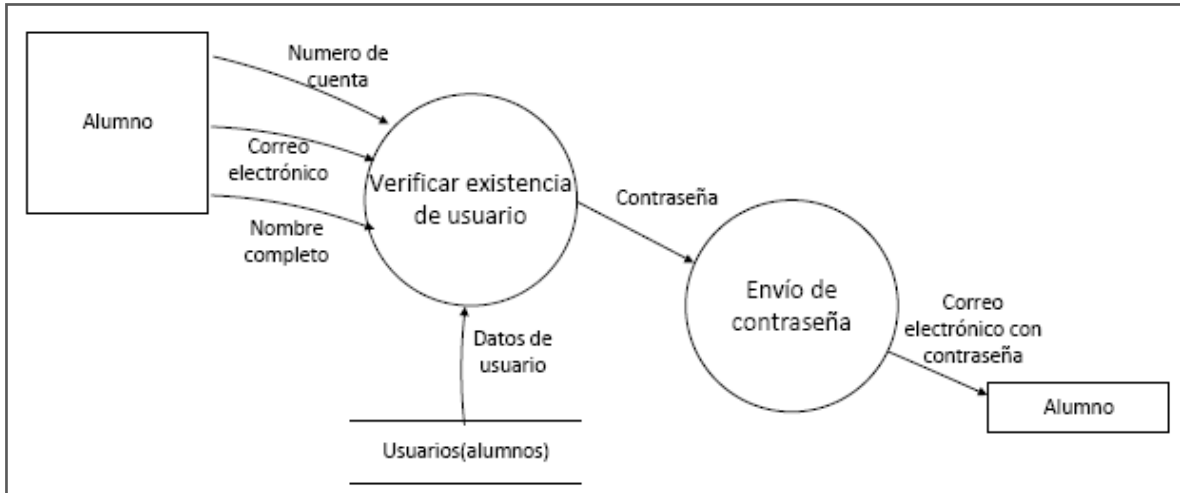 Alumno
Numero de
cuenta
Correo
electrónico
Nombre
completo
Verificar existencia
de usuario
Datos de
usuario
Usuarios(alumnos)
Contraseña
Envío de
contraseña
Correo
electrónico con
contraseña
Alumno